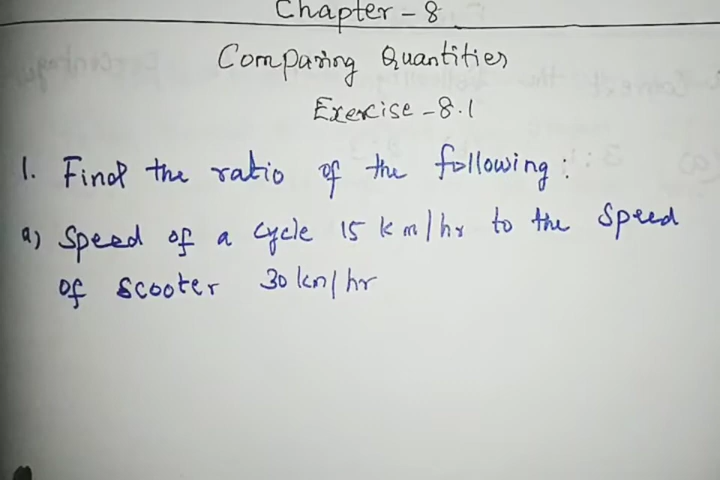 Chapter - 8
Comparing Quantities
Exercise - 8.1
1. Find the ratio of the following:
a) Speed of a cycle 15 km/hr to the Speed
of scooter 30 km/hr